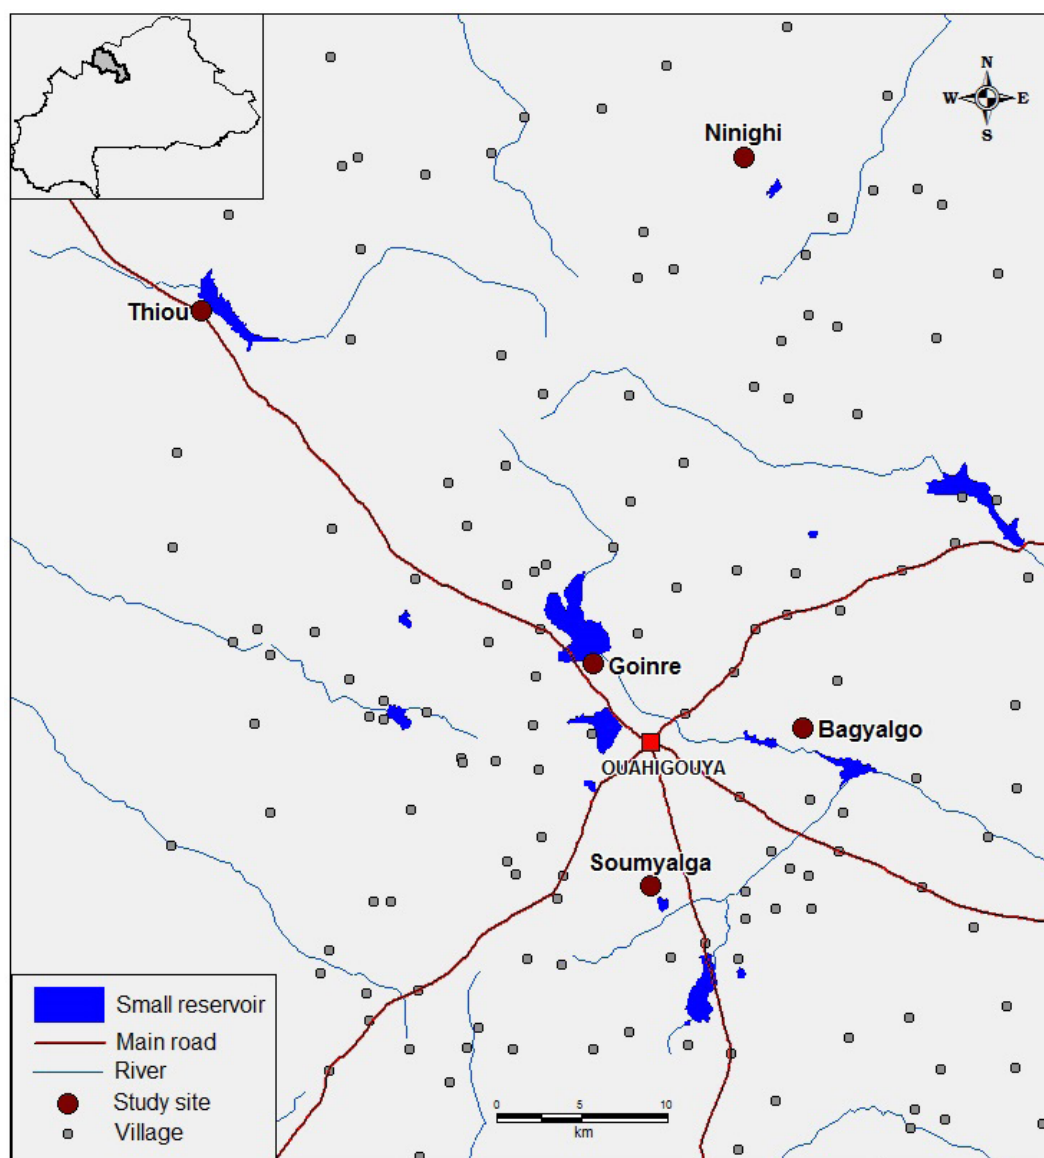 N
W E
S
Ninighi
Thiou
Goinre
Bagyalgo
OUAHIGOUYA
Soumyalga
Small reservoir
Main road
River
Study site
Village
0 5 10
km